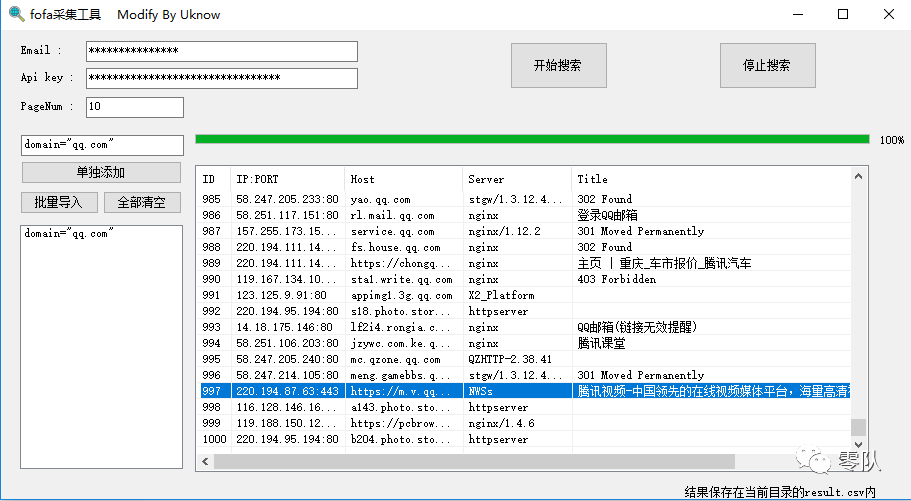 fofa采集工具 Modify By Uknow
Email : ***************
开始搜索
停止搜索
Api key : ********************************
PageNum : 10
domain="qq.com"
100%
单独添加
批量导入 全部清空
domain="qq.com"
ID IP:PORT Host Server Title
985 58.247.205.233:80 yao.qq.com stgw/1.3.12.4... 302 Found
986 58.251.117.151:80 rl.mail.qq.com nginx 登录QQ邮箱
987 157.255.173.15... service.qq.com nginx/1.12.2 301 Moved Permanently
988 220.194.111.14... fs.house.qq.com nginx 302 Found
989 220.194.111.14... https://chongq... nginx 主页 | 重庆_车市报价_腾讯汽车
990 119.167.134.10... sta1.write.qq.com nginx 403 Forbidden
991 123.125.9.91:80 appimg1.3g.qq.com X2_Platform
992 220.194.95.194:80 s18.photo.stor... httpserver
993 14.18.175.146:80 lf2i4.rongia.c... nginx QQ邮箱(链接无效提醒)
994 58.251.106.203:80 jzywc.com.ke.q... nginx 腾讯课堂
995 58.247.205.240:80 mc.qzone.qq.com QZHTTP-2.38.41
996 58.247.214.105:80 meng.gamebbs.q... stgw/1.3.12.4... 301 Moved Permanently
997 220.194.87.63:443 https://m.v.qq... NWSs 腾讯视频-中国领先的在线视频媒体平台,海量高清
998 116.128.146.16... a143.photo.sto... httpserver
999 119.188.150.12... https://pcbrow... nginx/1.4.6
1000 220.194.95.194:80 b204.photo.sto... httpserver
零队
结果保存在当前目录的result.csv内